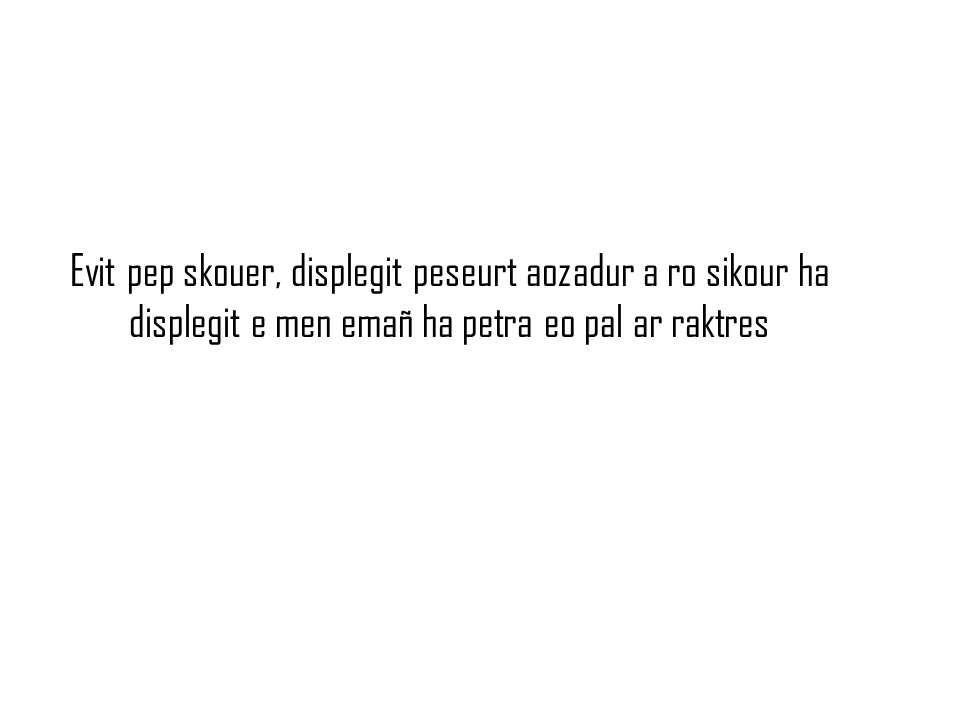 Evit pep skouer, displegit peseurt aozadur a ro sikour ha
displegit e men emañ ha petra eo pal ar raktres